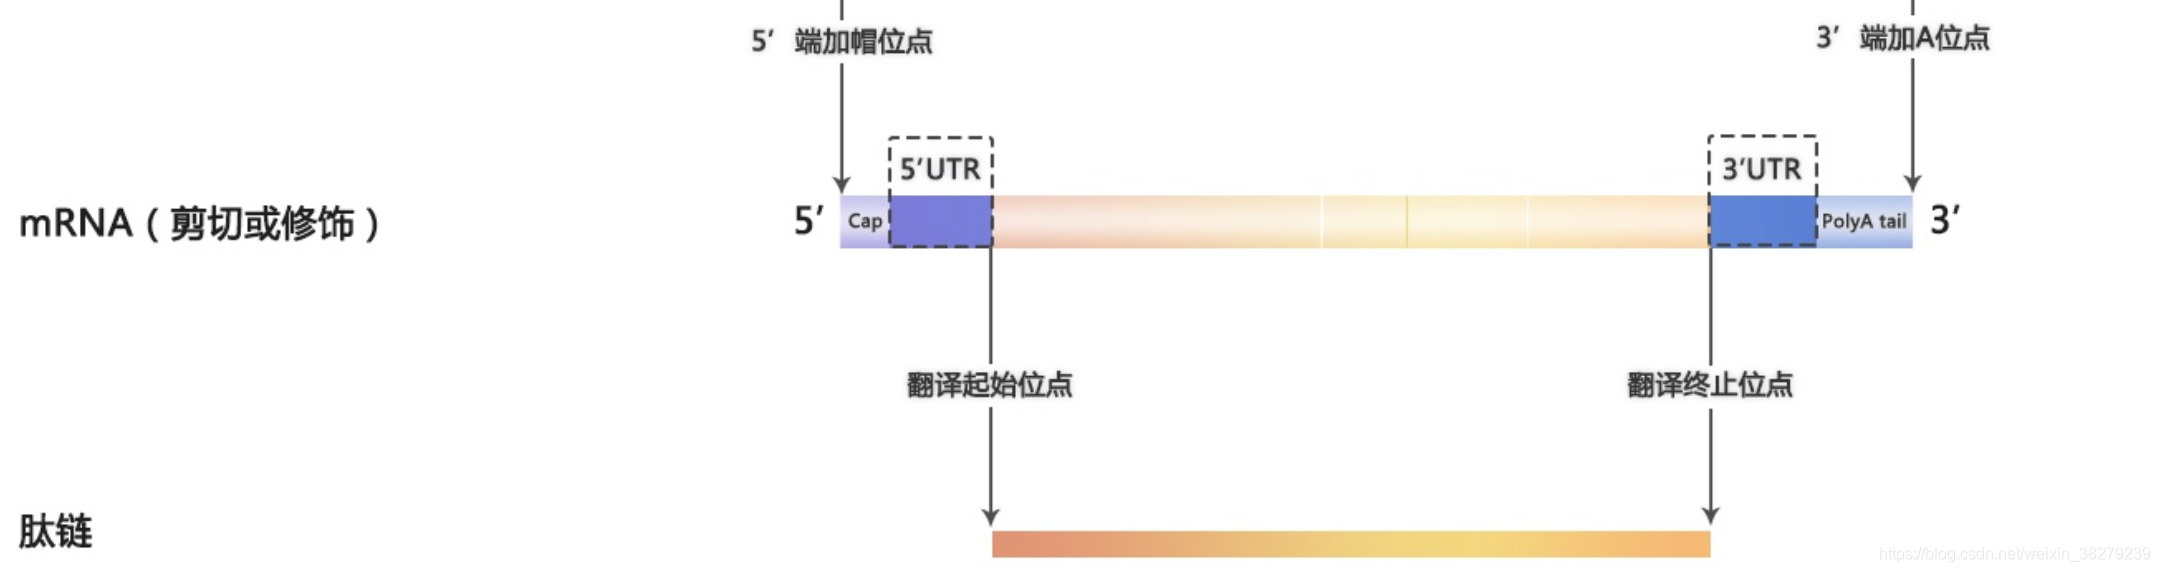 5′ 端加帽位点
3′ 端加A位点
5′UTR
3′UTR
mRNA（剪切或修饰）
5′
Cap
PolyA tail
3′
翻译起始位点
翻译终止位点
肽链
https://blog.csdn.net/weixin_38279239